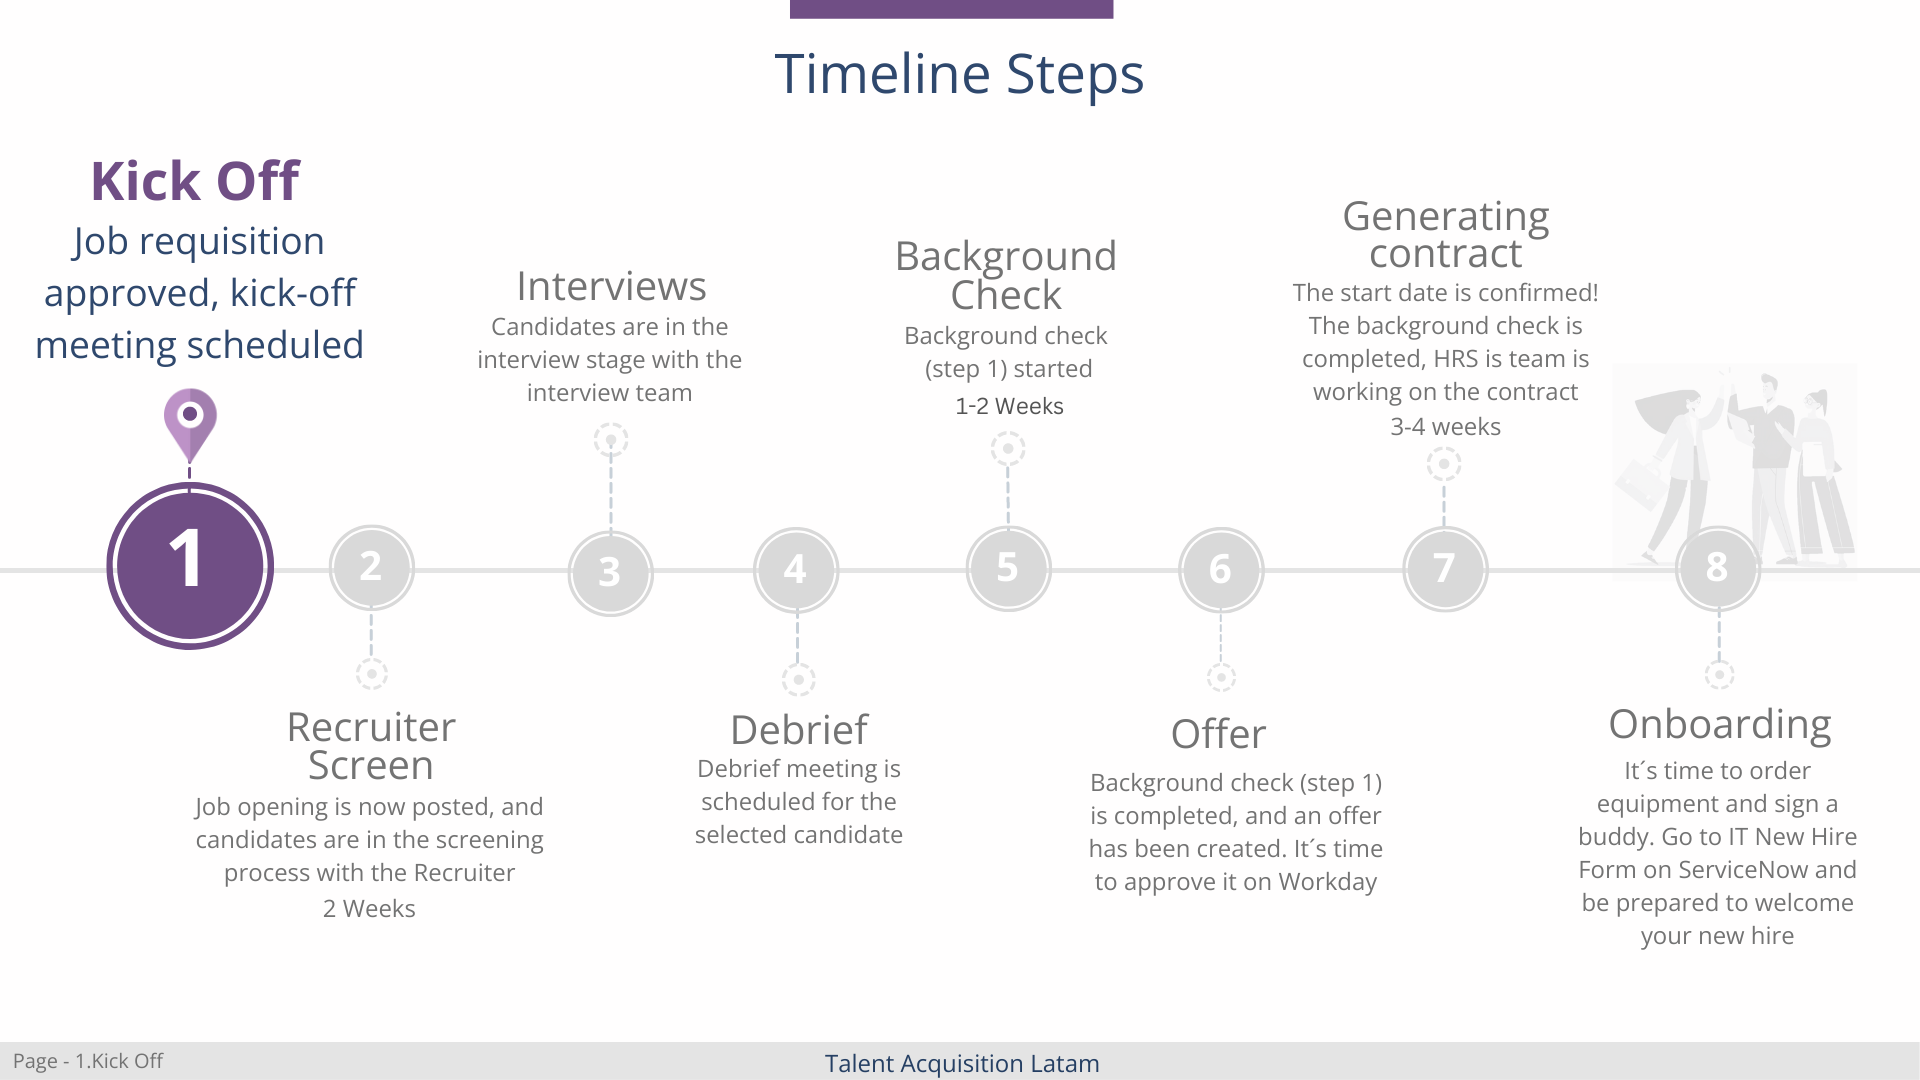 Timeline Steps
Kick Off
Job requisition
approved, kick-off
meeting scheduled
1
2
Recruiter
Screen
Job opening is now posted, and
candidates are in the screening
process with the Recruiter
2 Weeks
Interviews
Candidates are in the
interview stage with the
interview team
3
4
Debrief
Debrief meeting is
scheduled for the
selected candidate
Background
Check
Background check
(step 1) started
1-2 Weeks
5
6
Offer
Background check (step 1)
is completed, and an offer
has been created. It´s time
to approve it on Workday
Generating
contract
The start date is confirmed!
The background check is
completed, HRS is team is
working on the contract
3-4 weeks
7
8
Onboarding
It´s time to order
equipment and sign a
buddy. Go to IT New Hire
Form on ServiceNow and
be prepared to welcome
your new hire
Page - 1.Kick Off
Talent Acquisition Latam